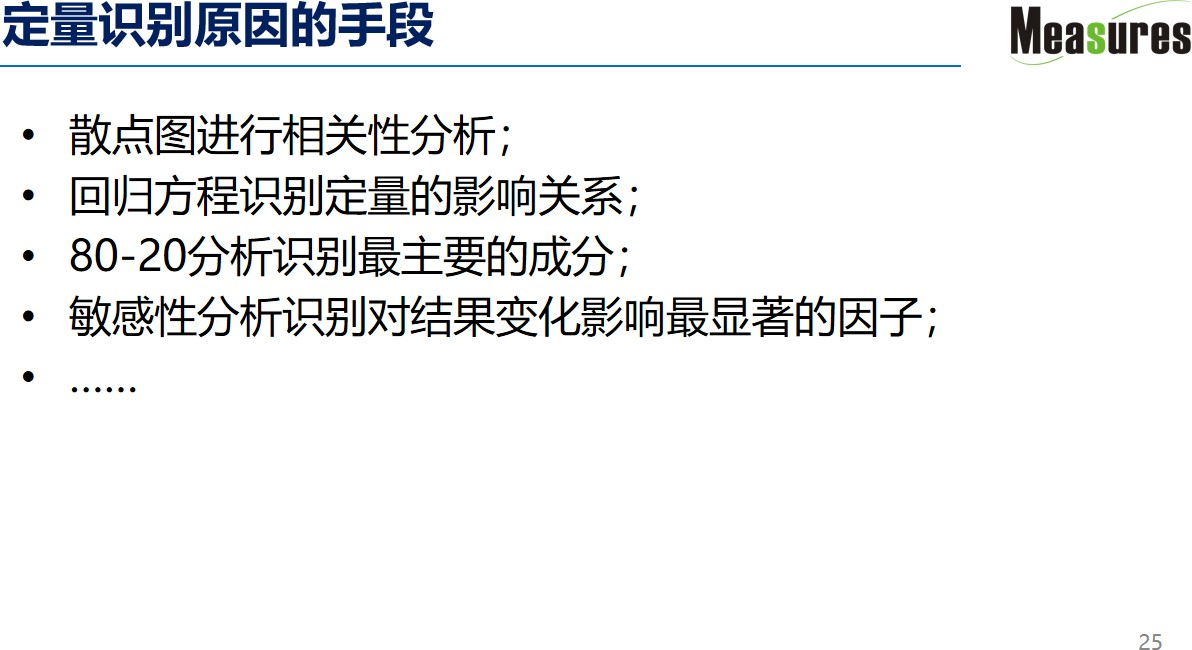 定量识别原因的手段
Measures
• 散点图进行相关性分析；
• 回归方程识别定量的影响关系；
• 80-20分析识别最主要的成分；
• 敏感性分析识别对结果变化影响最显著的因子；
• ……
25